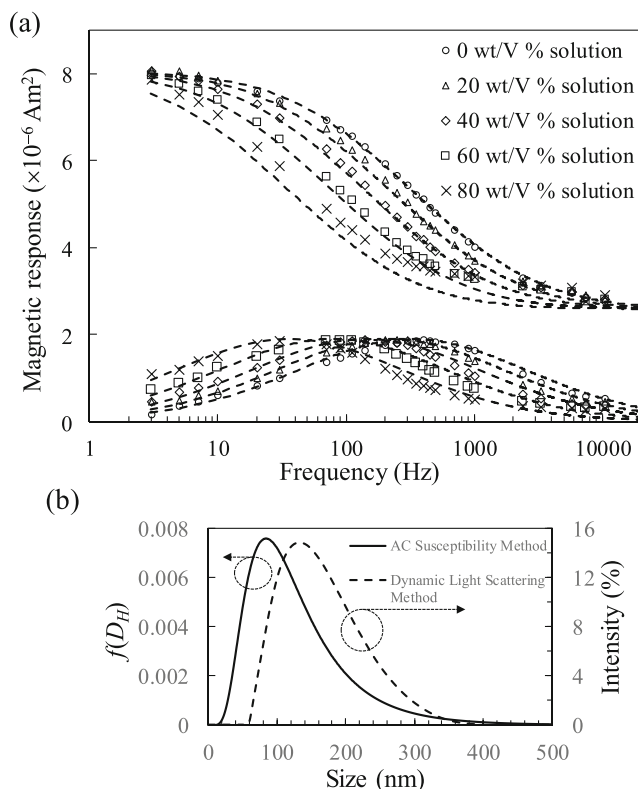 (a)
10
8
6
4
2
0
Magnetic response (×10⁻⁶ Am²)
0 wt/V % solution
20 wt/V % solution
40 wt/V % solution
60 wt/V % solution
80 wt/V % solution
1
10
100
1000
10000
Frequency (Hz)
(b)
0.008
0.006
0.004
0.002
0
f(D_H)
AC Susceptibility Method
Dynamic Light Scattering
Method
16
12
8
4
0
Intensity (%)
0
100
200
300
400
500
Size (nm)